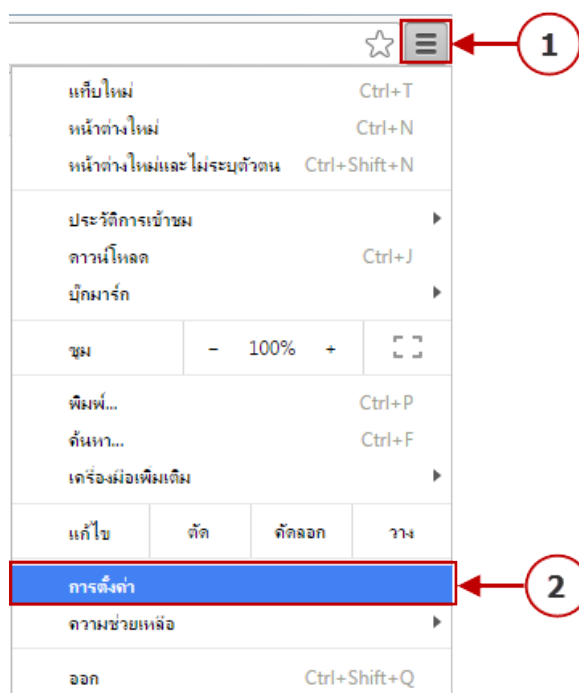 1
แท็บใหม่ Ctrl+T
หน้าต่างใหม่ Ctrl+N
หน้าต่างใหม่และไม่ระบุตัวตน Ctrl+Shift+N
ประวัติการเข้าชม
ดาวน์โหลด Ctrl+J
บุ๊กมาร์ก
ซูม - 100% +
พิมพ์... Ctrl+P
ค้นหา... Ctrl+F
เครื่องมือเพิ่มเติม
แก้ไข ตัด คัดลอก วาง
การตั้งค่า 2
ความช่วยเหลือ
ออก Ctrl+Shift+Q